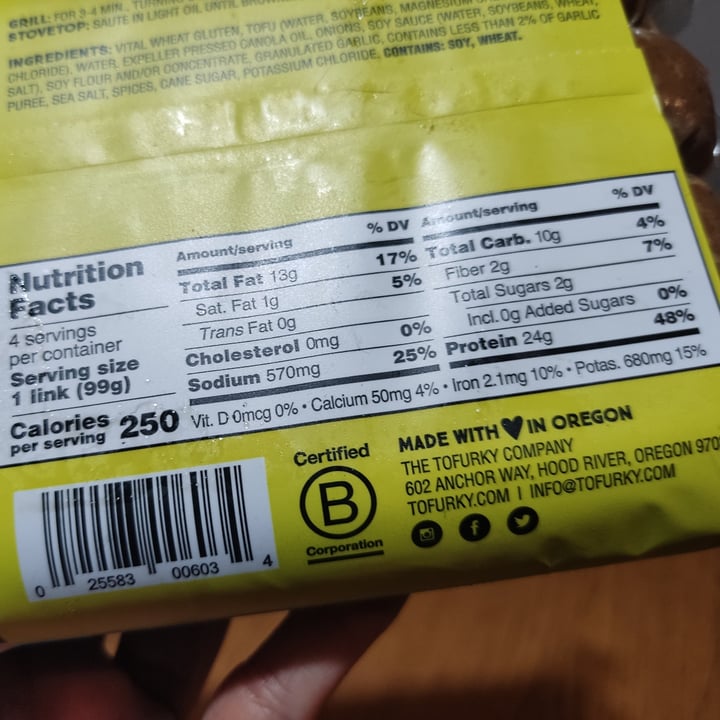 GRILL: FOR 3-4 MIN., TURNING
STOVETOP: SAUTE IN LIGHT OIL UNTIL
INGREDIENTS: VITAL WHEAT GLUTEN, TOFU (WATER, SOYBEANS, MAGNESIUM
CHLORIDE), WATER, EXPELLER PRESSED CANOLA OIL, ONIONS, SOY SAUCE (WATER, SOYBEANS, WHEAT,
SALT), SOY FLOUR AND/OR CONCENTRATE, GRANULATED GARLIC, CONTAINS LESS THAN 2% OF GARLIC
PUREE, SEA SALT, SPICES, CANE SUGAR, POTASSIUM CHLORIDE. CONTAINS: SOY, WHEAT.
Nutrition
Facts
4 servings
per container
Serving size
1 link (99g)
Calories 250
per serving
Amount/serving % DV
Total Fat 13g 17%
Sat. Fat 1g 5%
Trans Fat 0g
Cholesterol 0mg 0%
Sodium 570mg 25%
Amount/serving % DV
Total Carb. 10g 4%
Fiber 2g 7%
Total Sugars 2g
Incl. 0g Added Sugars 0%
Protein 24g 48%
Vit. D 0mcg 0% • Calcium 50mg 4% • Iron 2.1mg 10% • Potas. 680mg 15%
0 25583 00603 4
Certified
B
Corporation
MADE WITH IN OREGON
THE TOFURKY COMPANY
602 ANCHOR WAY, HOOD RIVER, OREGON 970
TOFURKY.COM | INFO@TOFURKY.COM